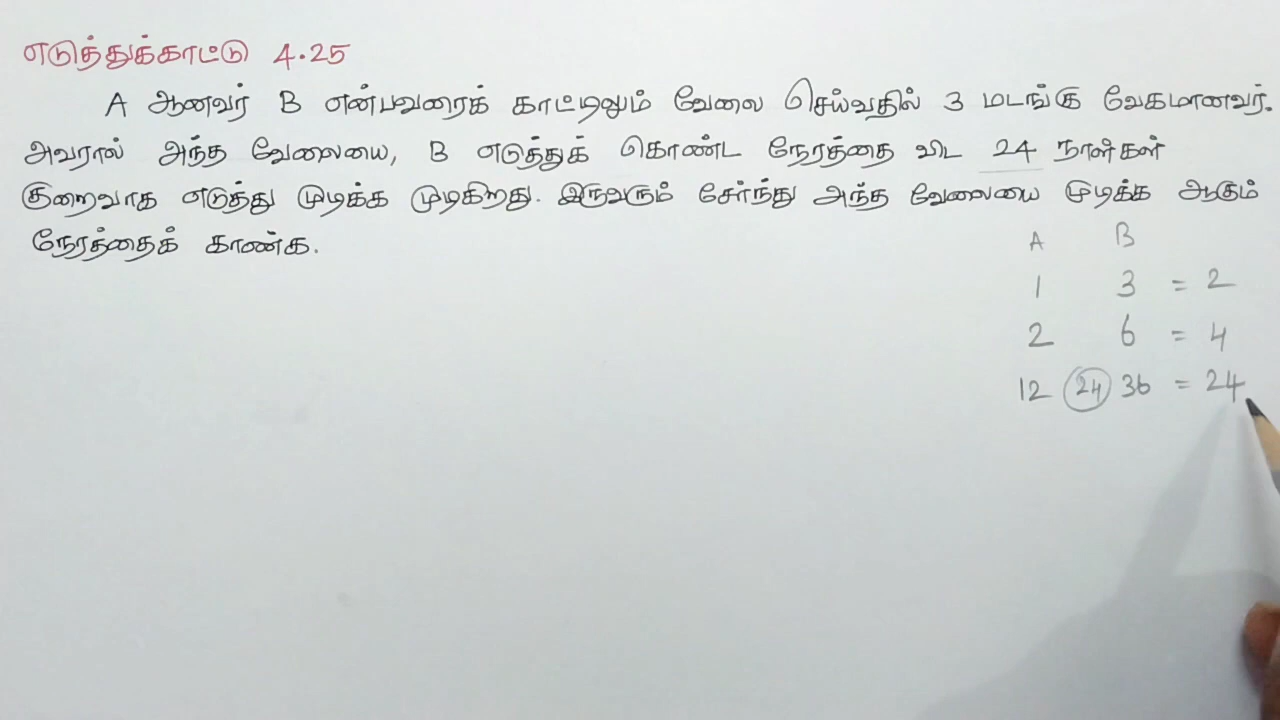 எடுத்துக்காட்டு 4.25
A ஆனவர் B என்பவரைக் காட்டிலும் வேலை செய்வதில் 3 மடங்கு வேகமானவர்.
அவரால் அந்த வேலையை, B எடுத்துக் கொண்ட நேரத்தை விட 24 நாள்கள்
குறைவாக எடுத்து முடிக்க முடிகிறது. இருவரும் சேர்ந்து அந்த வேலையை முடிக்க ஆகும்
நேரத்தைக் காண்க.
A B
1 3 = 2
2 6 = 4
12 24 36 = 24